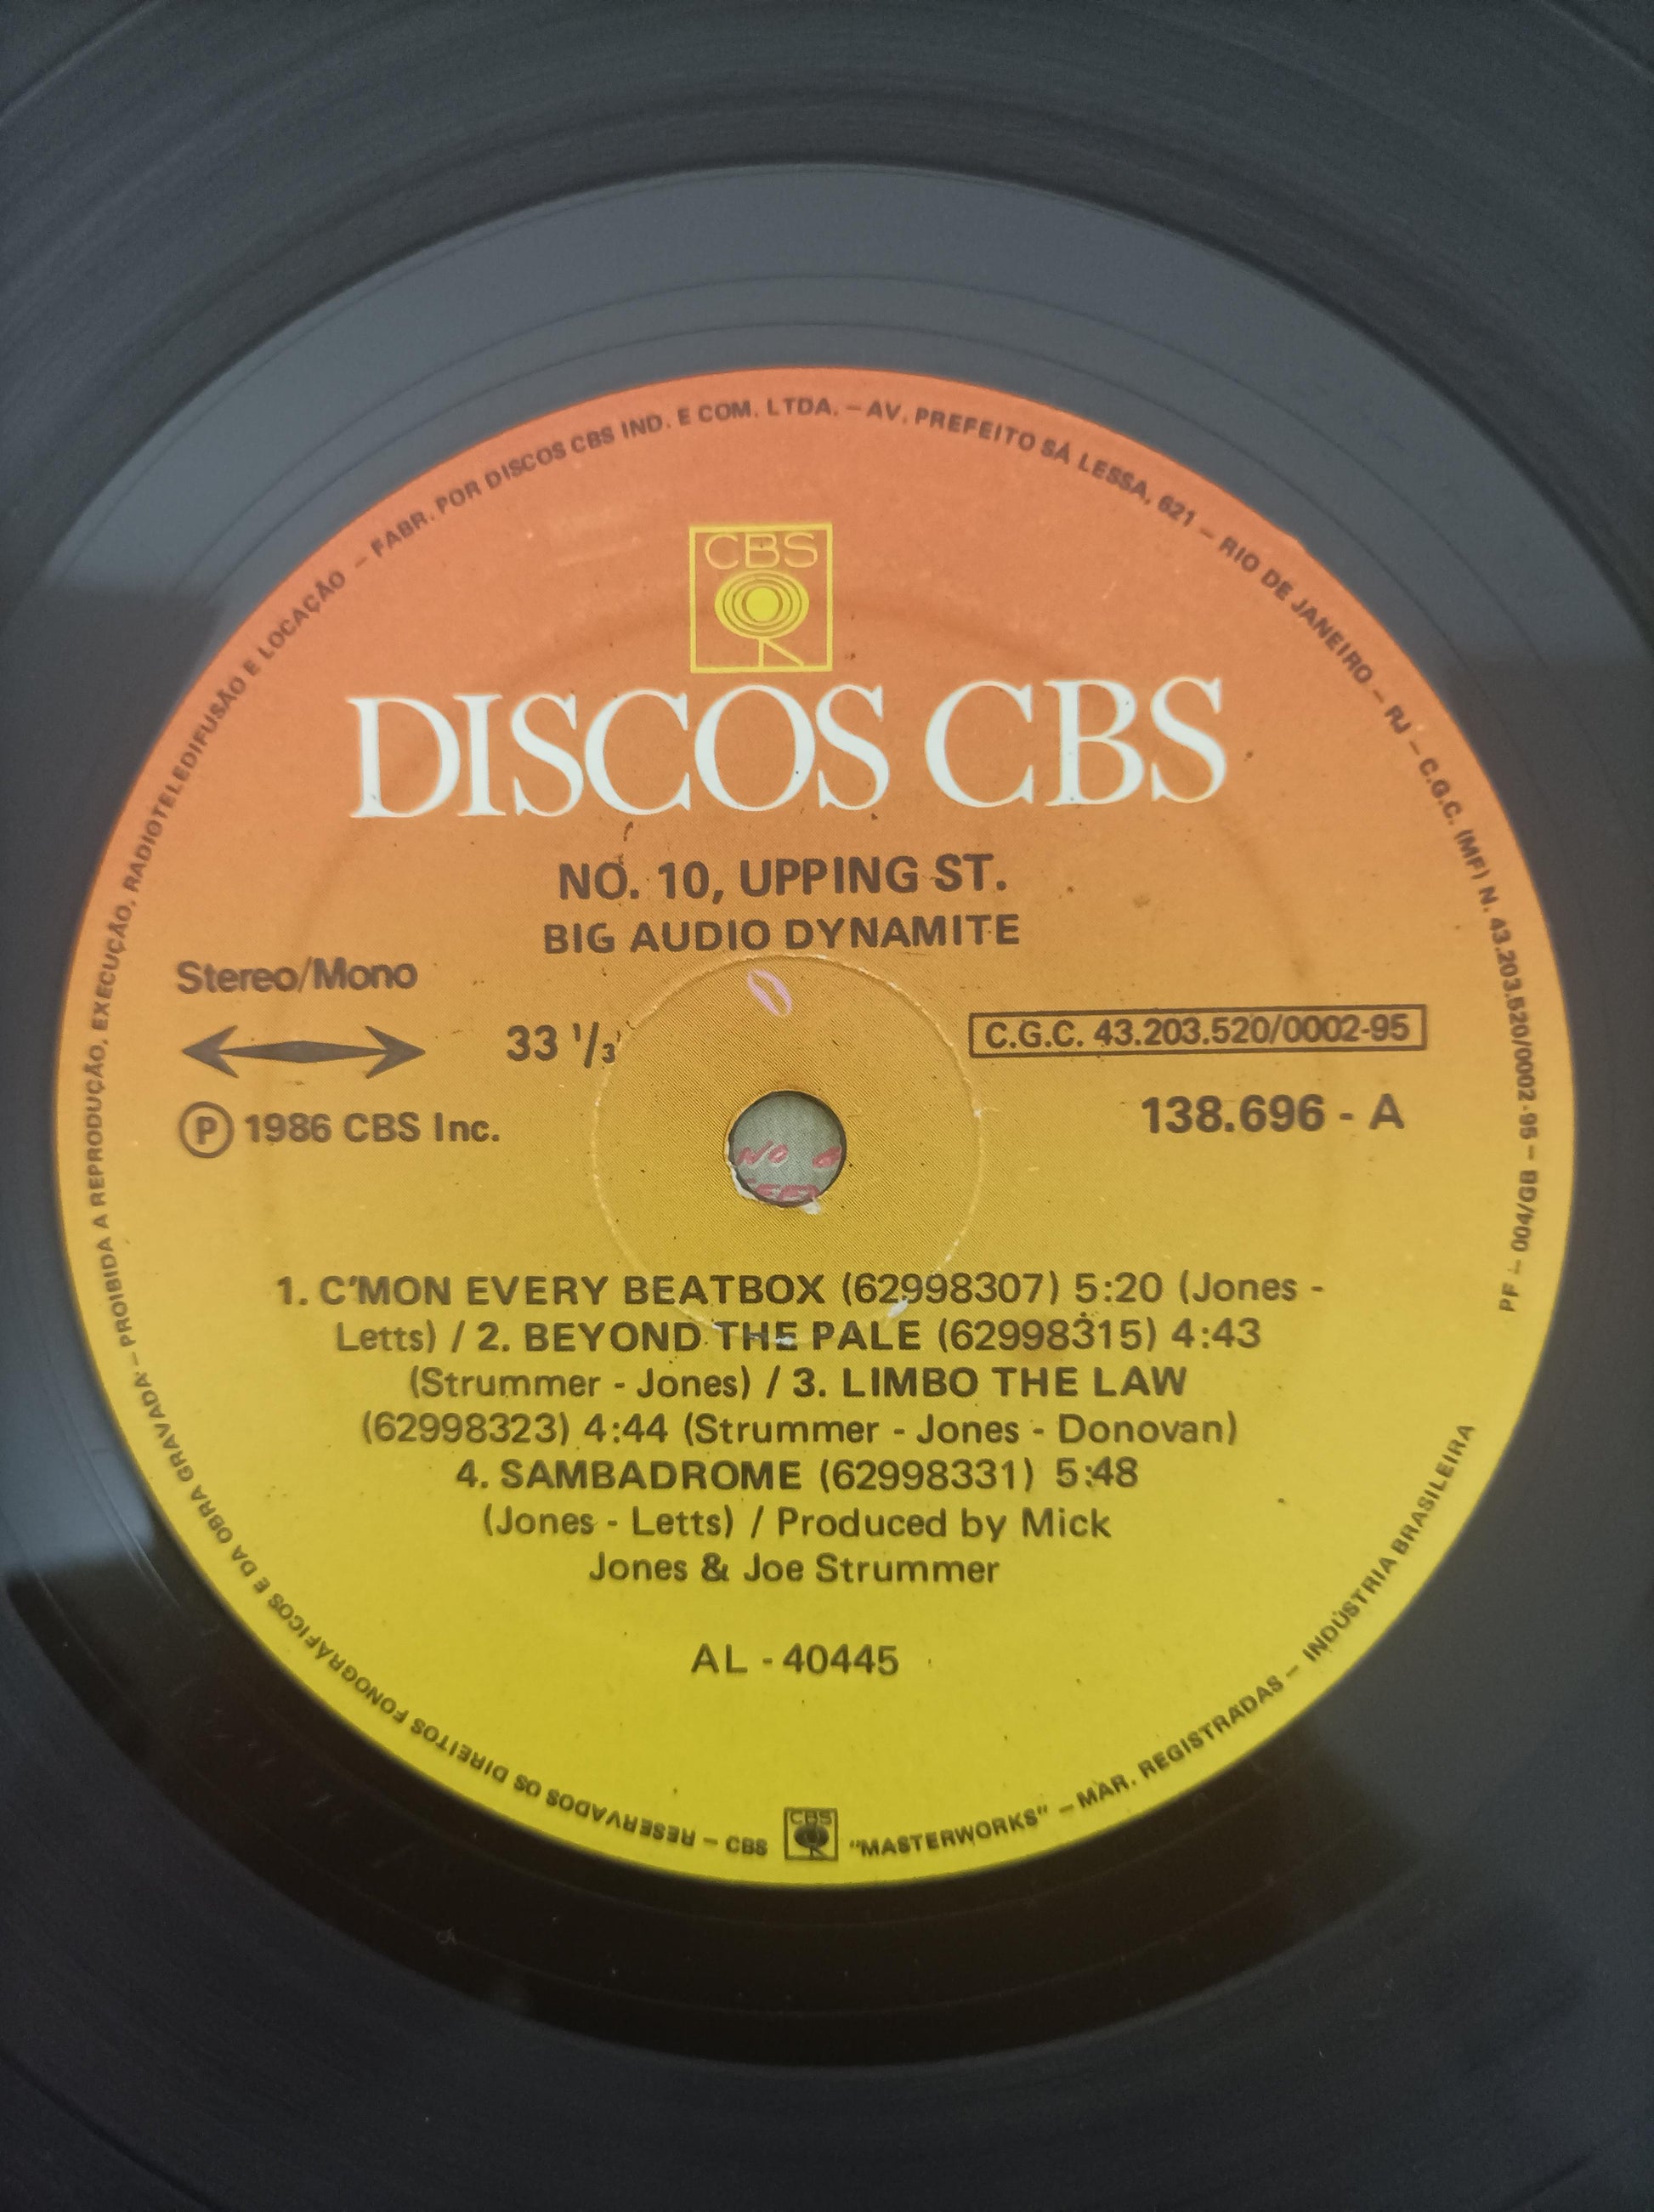 FABR. POR DISCOS CBS IND. E COM. LTDA. – AV. PREFEITO SÁ LESSA, 621 – RIO DE JANEIRO – RJ – C.G.C. (MF) N. 43.203.520/0002-95 – BG/400 – PF
CBS
DISCOS CBS
NO. 10, UPPING ST.
BIG AUDIO DYNAMITE
Stereo/Mono
33 1/3
C.G.C. 43.203.520/0002-95
138.696 - A
Ⓟ 1986 CBS Inc.
NO
1. C'MON EVERY BEATBOX (62998307) 5:20 (Jones -
Letts) / 2. BEYOND THE PALE (62998315) 4:43
(Strummer - Jones) / 3. LIMBO THE LAW
(62998323) 4:44 (Strummer - Jones - Donovan)
4. SAMBADROME (62998331) 5:48
(Jones - Letts) / Produced by Mick
Jones & Joe Strummer
AL - 40445
CBS CBS "MASTERWORKS" – MAR. REGISTRADAS – INDÚSTRIA BRASILEIRA
RESERVADOS OS DIREITOS FONOGRÁFICOS E DA OBRA GRAVADA – PROIBIDA A REPRODUÇÃO, EXECUÇÃO, RADIOTELEDIFUSÃO E LOCAÇÃO –